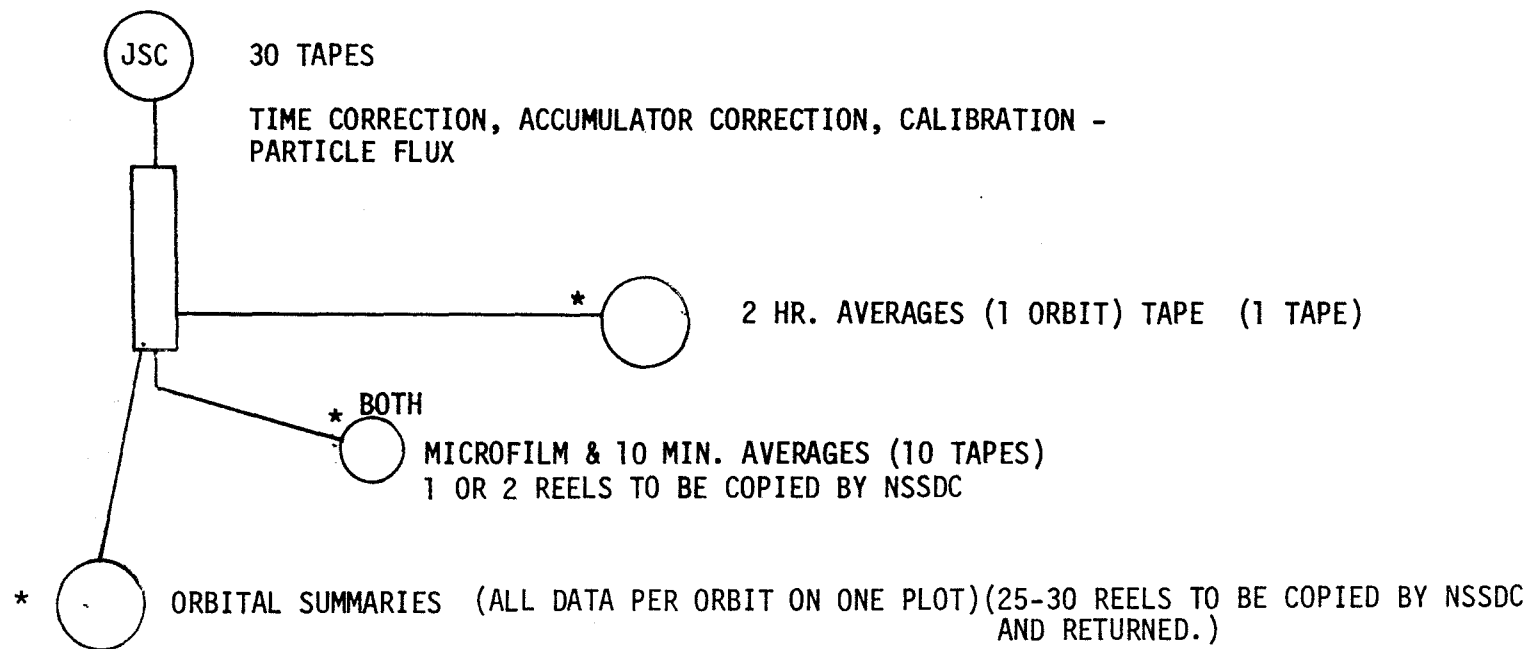 JSC 30 TAPES
TIME CORRECTION, ACCUMULATOR CORRECTION, CALIBRATION -
PARTICLE FLUX
* 2 HR. AVERAGES (1 ORBIT) TAPE (1 TAPE)
* BOTH
MICROFILM & 10 MIN. AVERAGES (10 TAPES)
1 OR 2 REELS TO BE COPIED BY NSSDC
* ORBITAL SUMMARIES (ALL DATA PER ORBIT ON ONE PLOT)(25-30 REELS TO BE COPIED BY NSSDC
AND RETURNED.)